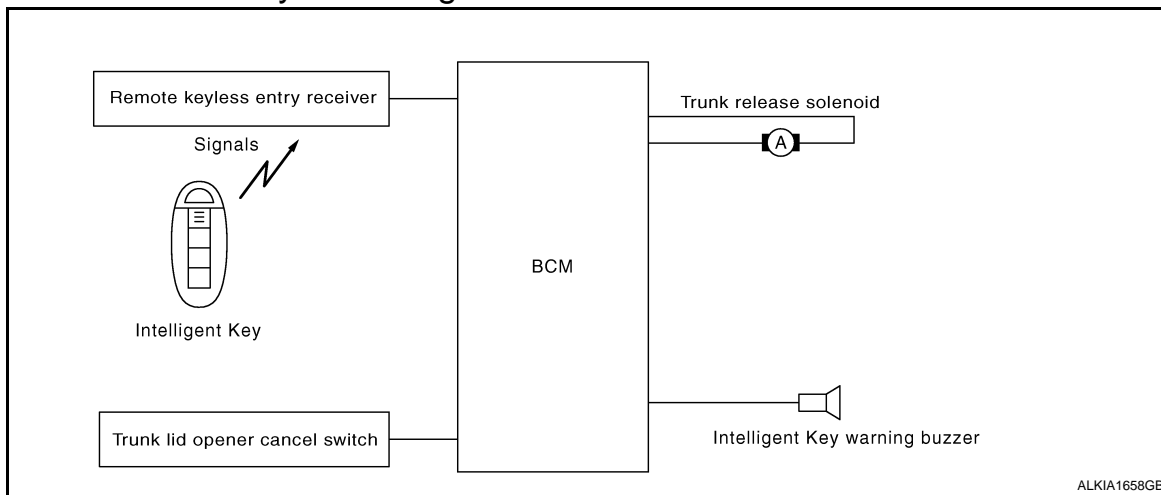 Remote keyless entry receiver
Signals
Intelligent Key
Trunk lid opener cancel switch
BCM
Trunk release solenoid
A
Intelligent Key warning buzzer
ALKIA1658GB